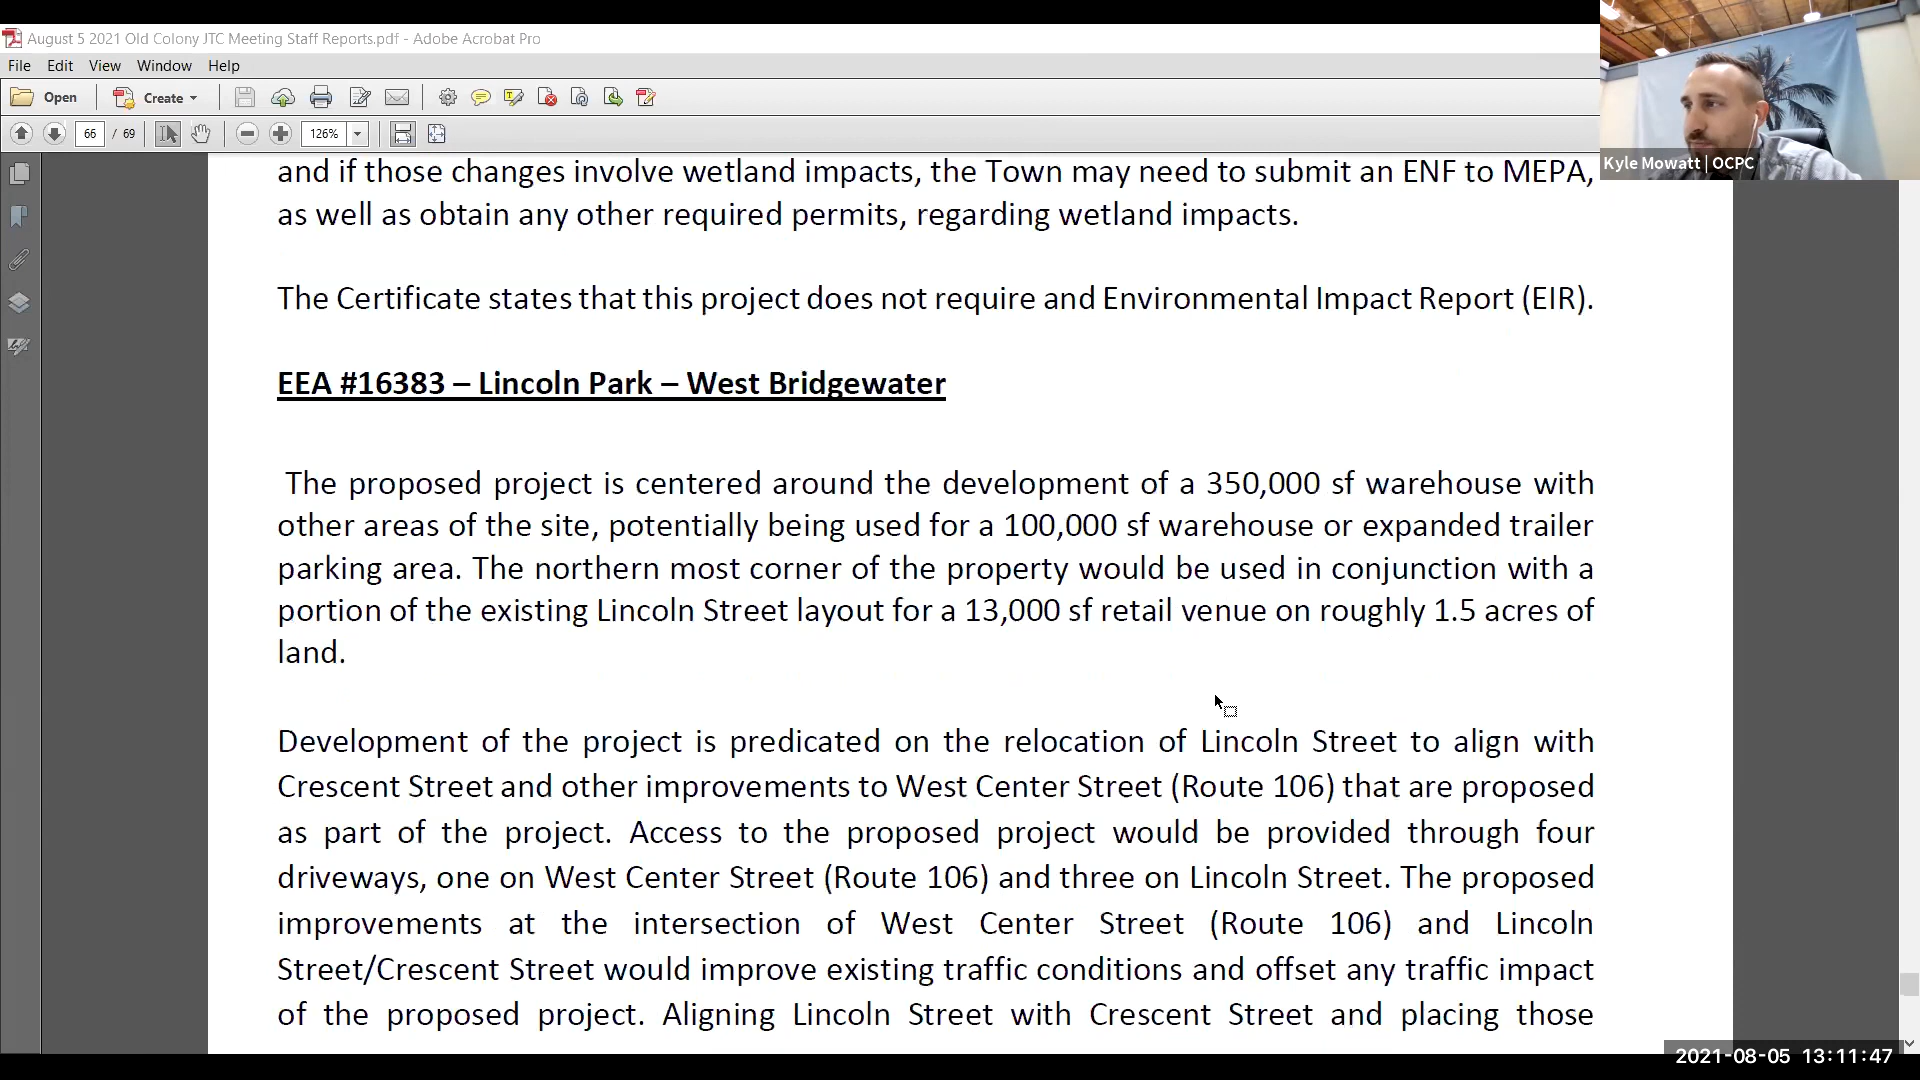 August 5 2021 Old Colony JTC Meeting Staff Reports.pdf - Adobe Acrobat Pro
File Edit View Window Help
Open Create
66 / 69 126%
Kyle Mowatt | OCPC
and if those changes involve wetland impacts, the Town may need to submit an ENF to MEPA,
as well as obtain any other required permits, regarding wetland impacts.
The Certificate states that this project does not require and Environmental Impact Report (EIR).
EEA #16383 – Lincoln Park – West Bridgewater
The proposed project is centered around the development of a 350,000 sf warehouse with
other areas of the site, potentially being used for a 100,000 sf warehouse or expanded trailer
parking area. The northern most corner of the property would be used in conjunction with a
portion of the existing Lincoln Street layout for a 13,000 sf retail venue on roughly 1.5 acres of
land.
Development of the project is predicated on the relocation of Lincoln Street to align with
Crescent Street and other improvements to West Center Street (Route 106) that are proposed
as part of the project. Access to the proposed project would be provided through four
driveways, one on West Center Street (Route 106) and three on Lincoln Street. The proposed
improvements at the intersection of West Center Street (Route 106) and Lincoln
Street/Crescent Street would improve existing traffic conditions and offset any traffic impact
of the proposed project. Aligning Lincoln Street with Crescent Street and placing those
2021-08-05 13:11:47